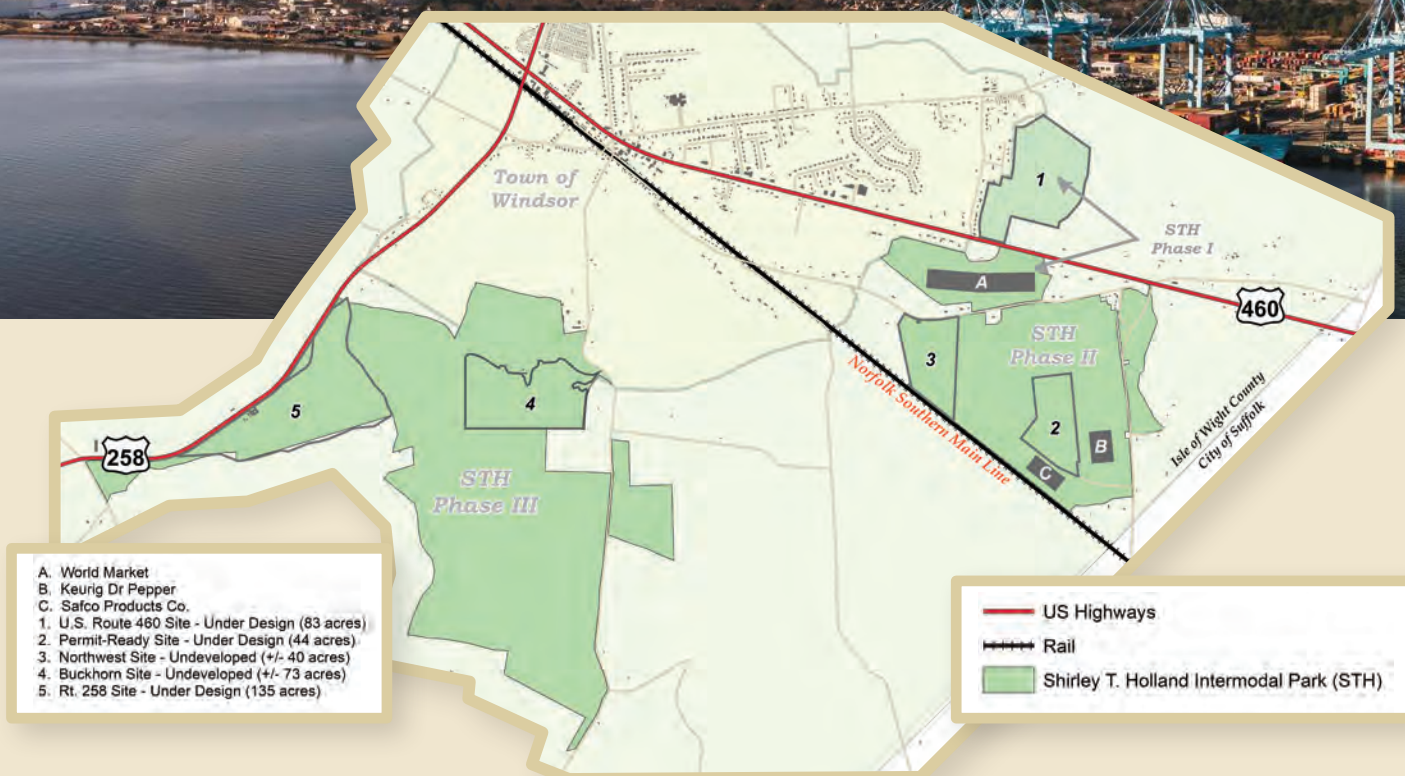 Town of
Windsor
1
STH
Phase I
A
460
STH
Phase II
3
Norfolk Southern Main Line
2
B
C
Isle of Wight County
City of Suffolk
5
4
258
STH
Phase III
A. World Market
B. Keurig Dr Pepper
C. Safco Products Co.
1. U.S. Route 460 Site - Under Design (83 acres)
2. Permit-Ready Site - Under Design (44 acres)
3. Northwest Site - Undeveloped (+/- 40 acres)
4. Buckhorn Site - Undeveloped (+/- 73 acres)
5. Rt. 258 Site - Under Design (135 acres)
US Highways
Rail
Shirley T. Holland Intermodal Park (STH)